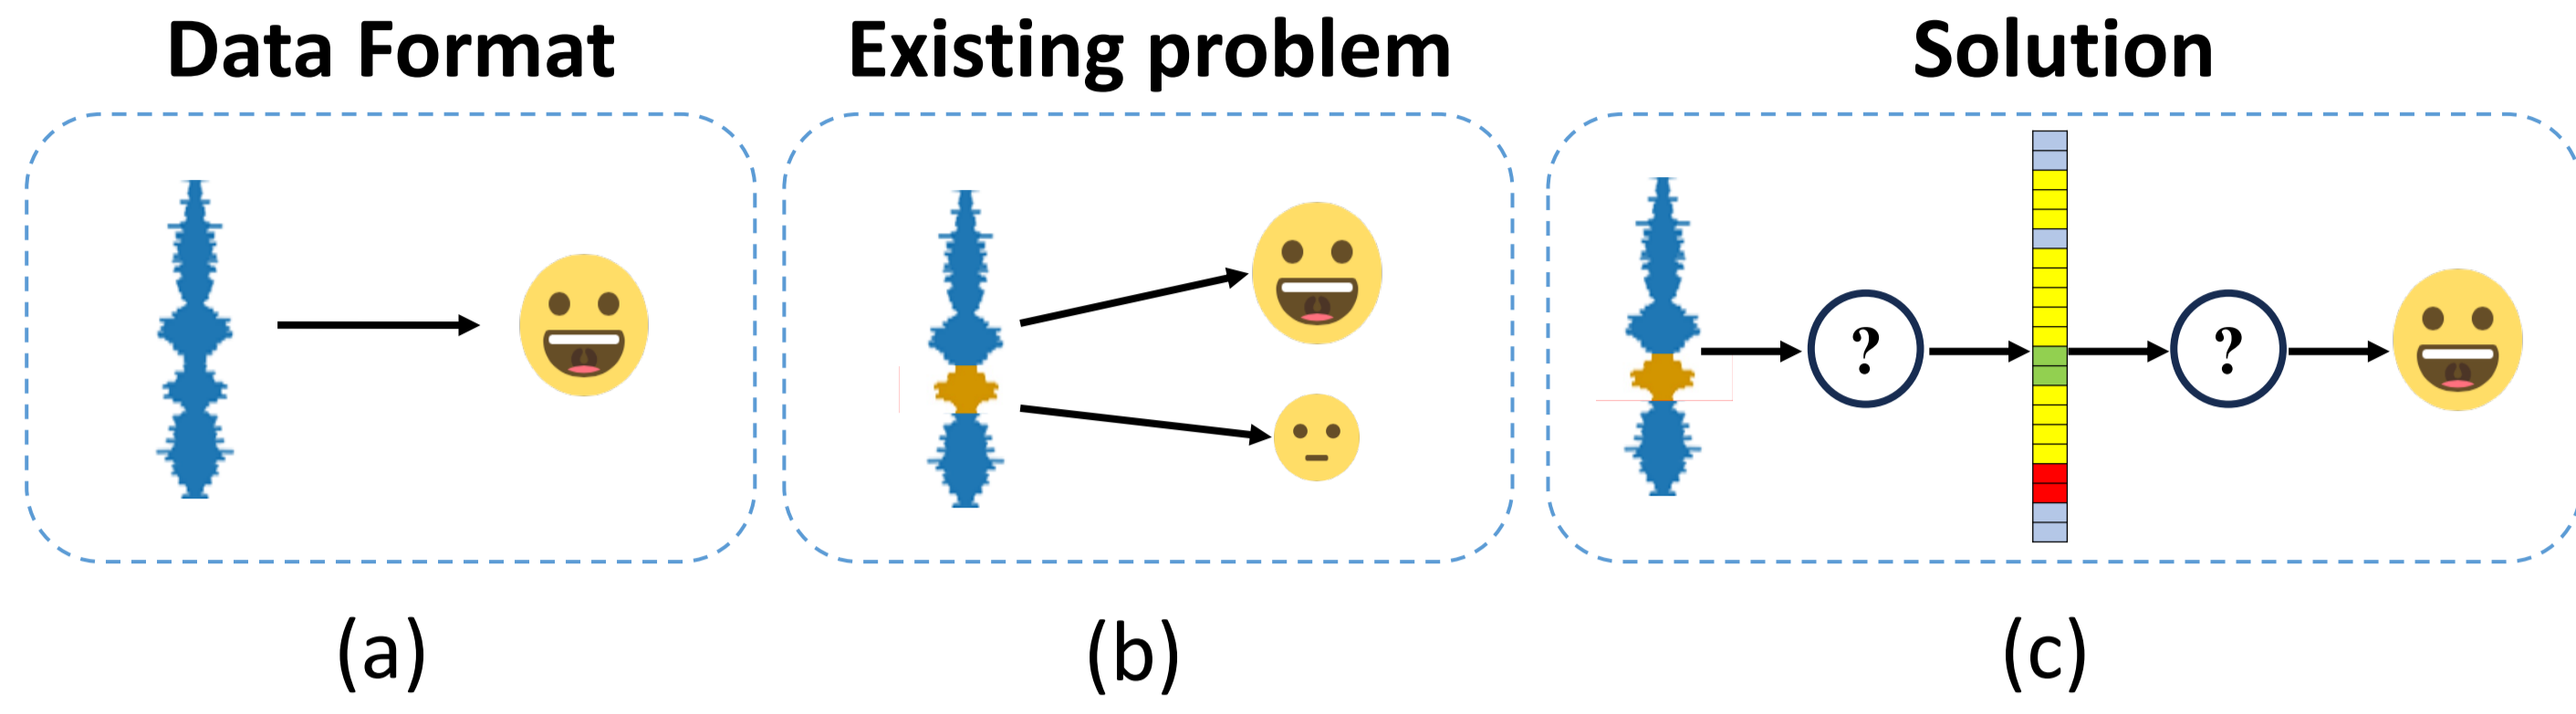 Data Format
Existing problem
Solution
?
?
(a)
(b)
(c)